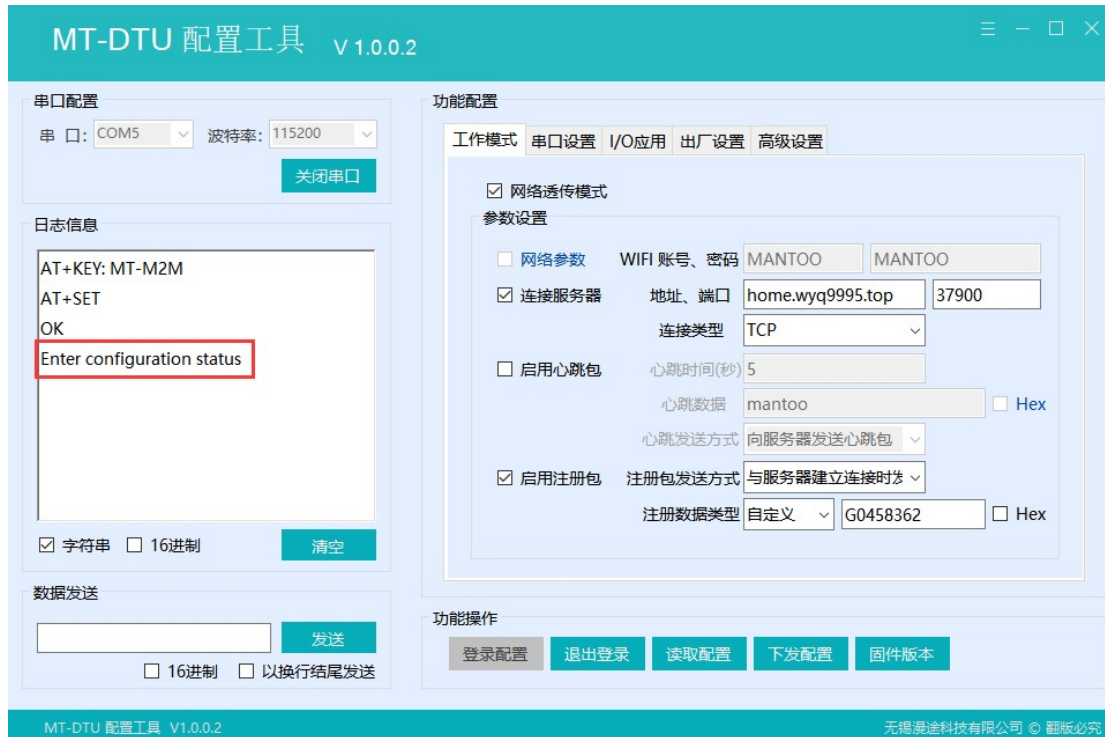 MT-DTU 配置工具 V 1.0.0.2
串口配置
串 口: COM5 波特率: 115200
关闭串口
日志信息
AT+KEY: MT-M2M
AT+SET
OK
Enter configuration status
字符串 16进制 清空
数据发送
发送
16进制 以换行结尾发送
功能配置
工作模式 串口设置 I/O应用 出厂设置 高级设置
网络透传模式
参数设置
网络参数 WIFI 账号、密码 MANTOO MANTOO
连接服务器 地址、端口 home.wyq9995.top 37900
连接类型 TCP
启用心跳包 心跳时间(秒) 5
心跳数据 mantoo Hex
心跳发送方式 向服务器发送心跳包
启用注册包 注册包发送方式 与服务器建立连接时发
注册数据类型 自定义 G0458362 Hex
功能操作
登录配置 退出登录 读取配置 下发配置 固件版本
MT-DTU 配置工具 V1.0.0.2 无锡漫途科技有限公司 © 翻版必究